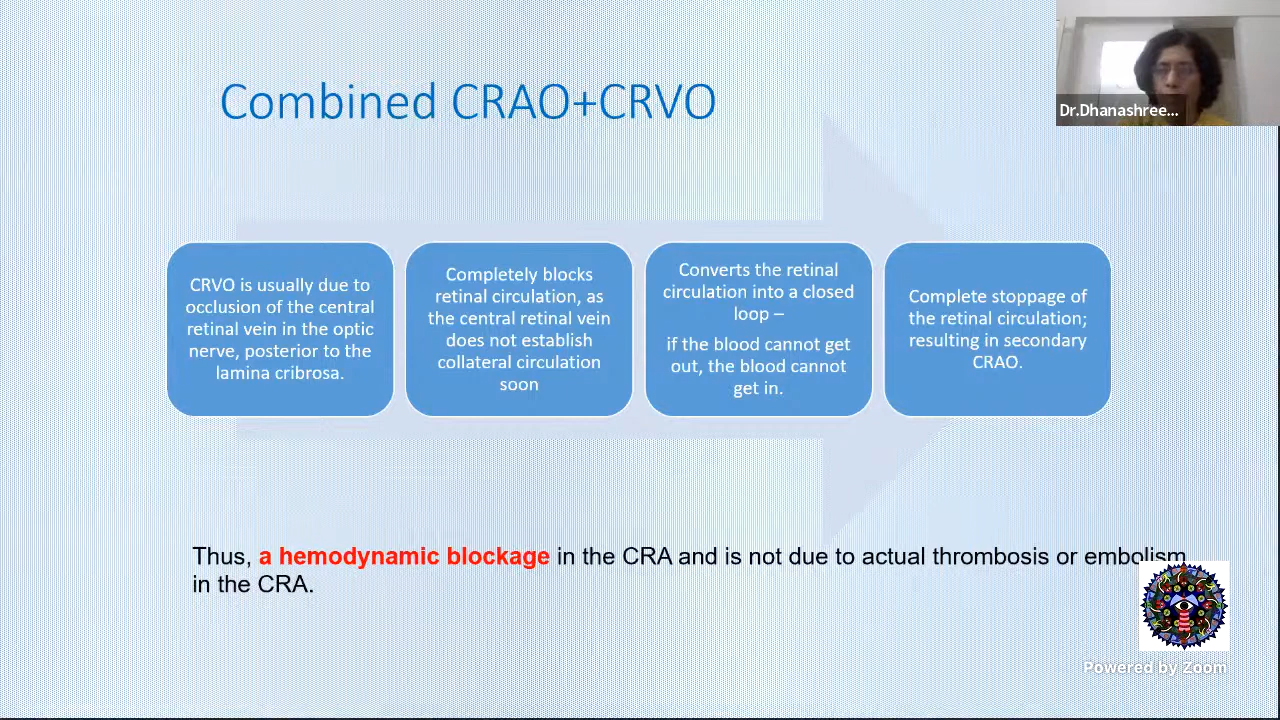 Combined CRAO+CRVO
Dr.Dhanashree...
CRVO is usually due to
occlusion of the central
retinal vein in the optic
nerve, posterior to the
lamina cribrosa.
Completely blocks
retinal circulation, as
the central retinal vein
does not establish
collateral circulation
soon
Converts the retinal
circulation into a closed
loop –
if the blood cannot get
out, the blood cannot
get in.
Complete stoppage of
the retinal circulation;
resulting in secondary
CRAO.
Thus, a hemodynamic blockage in the CRA and is not due to actual thrombosis or embolism
in the CRA.
Powered by Zoom